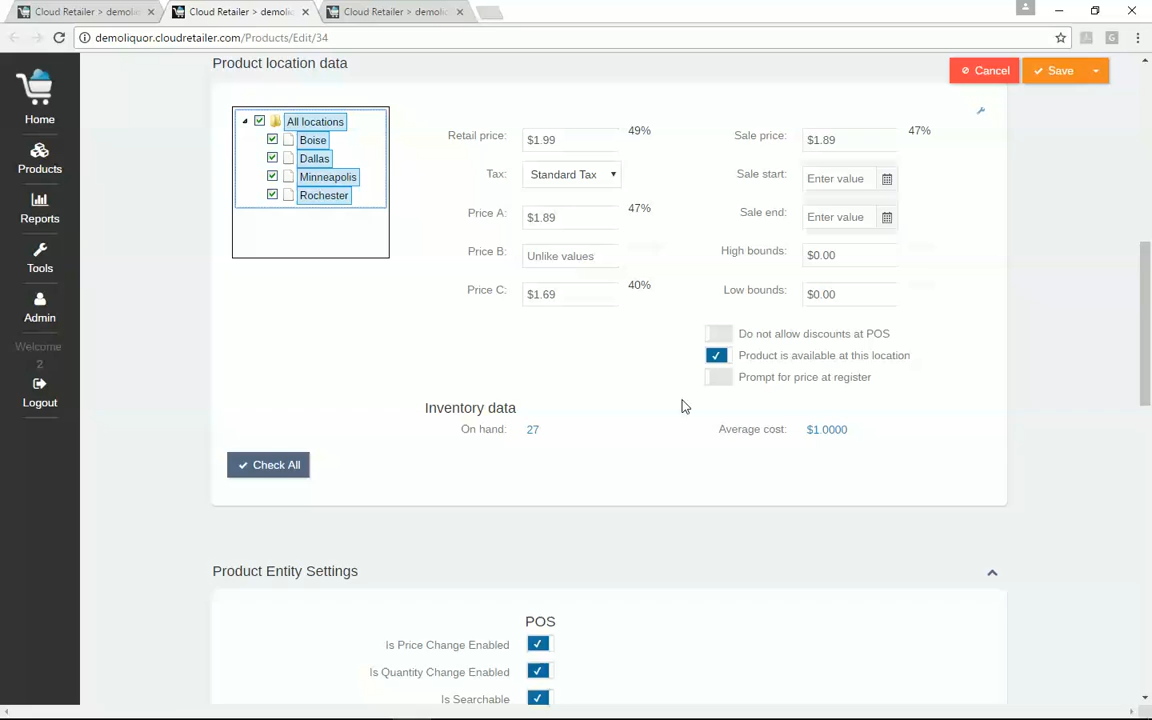 Cloud Retailer > demola
Cloud Retailer > demolic
Cloud Retailer > demolic
demoliquor.cloudretailer.com/Products/Edit/34
Home
Products
Reports
Tools
Admin
Welcome
2
Logout
Product location data
Cancel
Save
All locations
Boise
Dallas
Minneapolis
Rochester
Retail price: $1.99 49%
Sale price: $1.89 47%
Tax: Standard Tax
Sale start: Enter value
Price A: $1.89 47%
Sale end: Enter value
Price B: Unlike values
High bounds: $0.00
Price C: $1.69 40%
Low bounds: $0.00
Do not allow discounts at POS
Product is available at this location
Prompt for price at register
Inventory data
On hand: 27
Average cost: $1.0000
Check All
Product Entity Settings
POS
Is Price Change Enabled
Is Quantity Change Enabled
Is Searchable